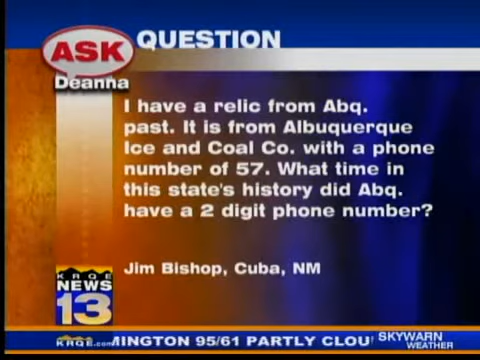 ASK QUESTION
Deanna
I have a relic from Abq.
past. It is from Albuquerque
Ice and Coal Co. with a phone
number of 57. What time in
this state's history did Abq.
have a 2 digit phone number?
Jim Bishop, Cuba, NM
KRQE
NEWS
13
KRQE.com MINGTON 95/61 PARTLY CLOU SKYWARN
WEATHER